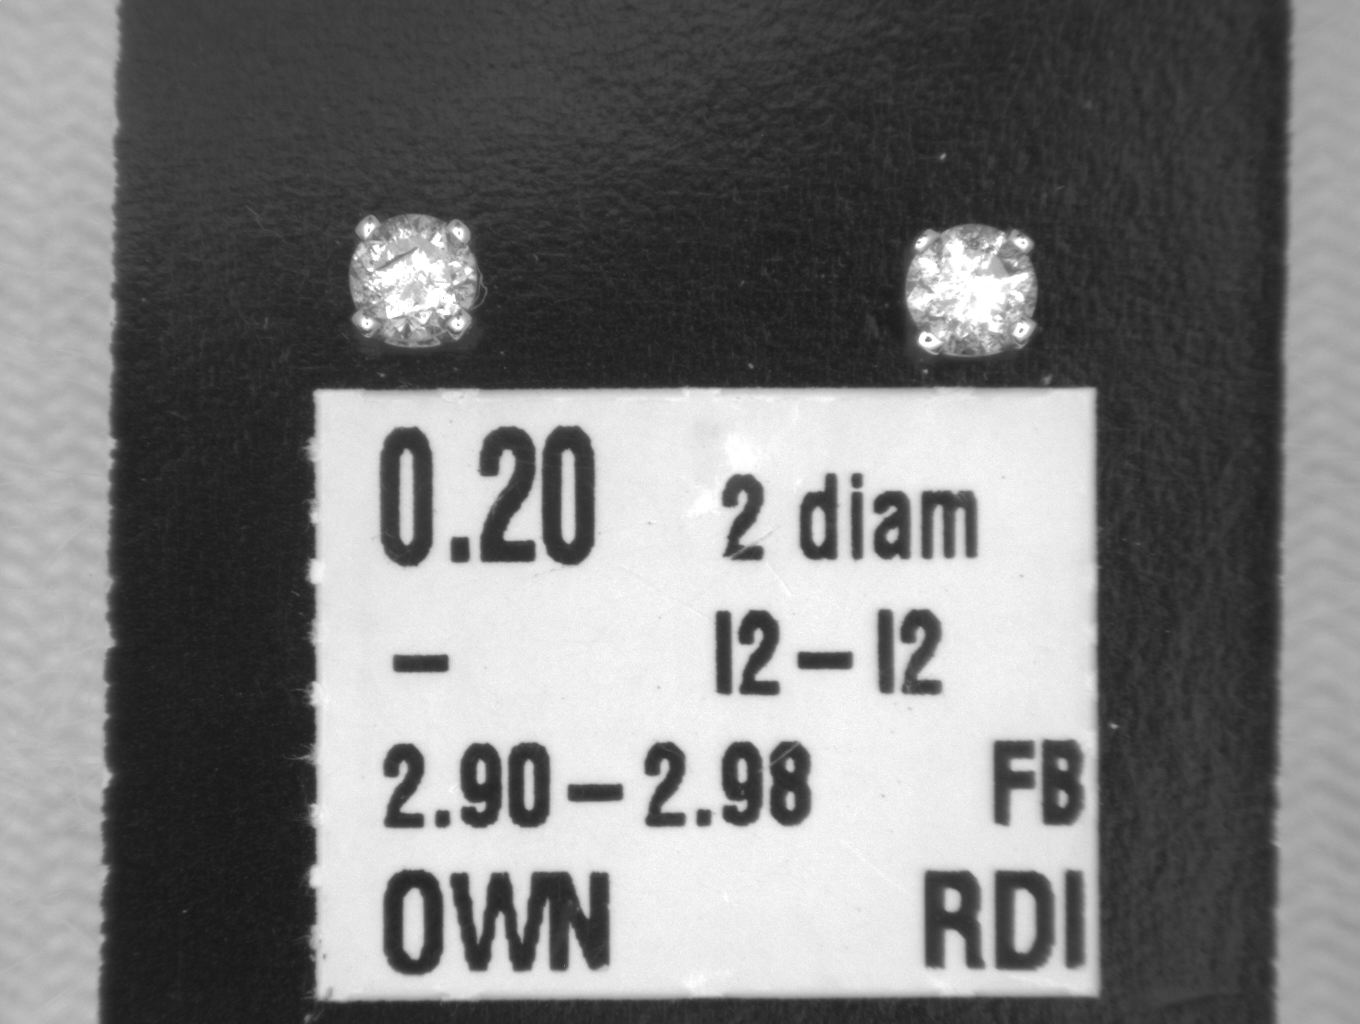 0.20 2 diam
- I2-I2
2.90-2.98 FB
OWN RDI